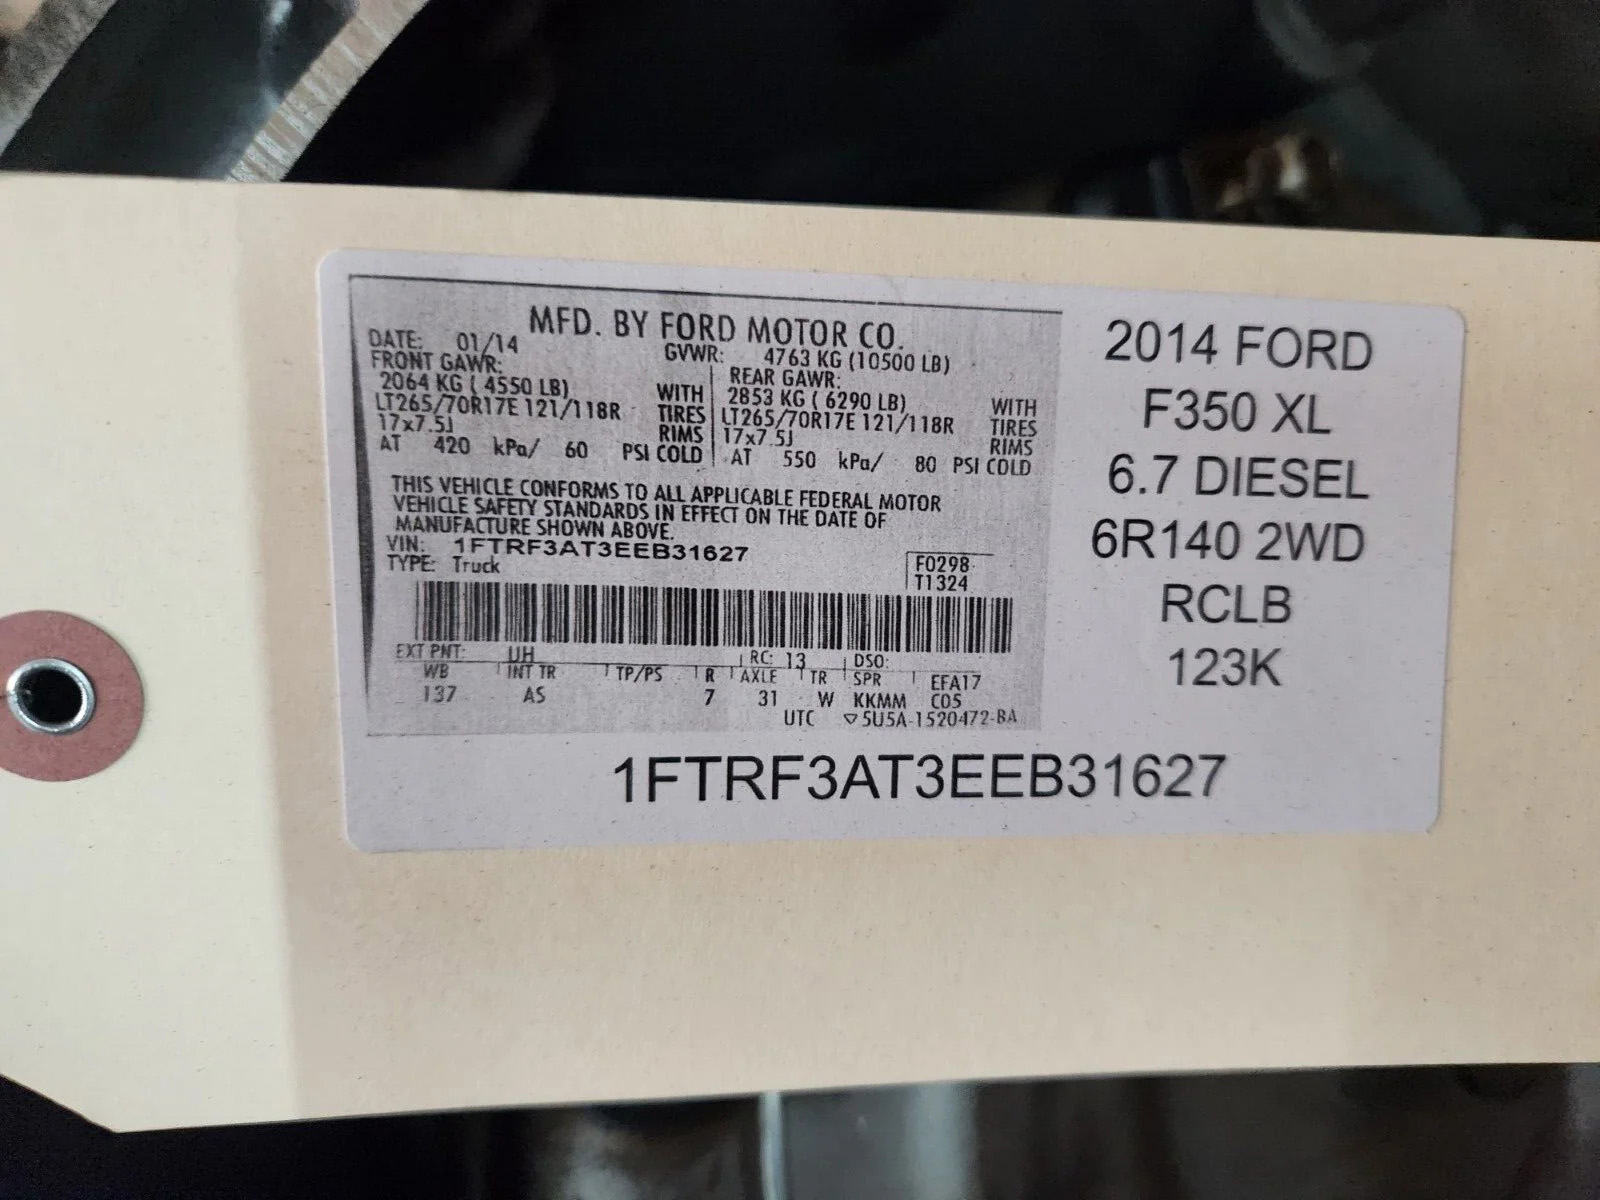 MFD. BY FORD MOTOR CO.
DATE: 01/14 GVWR: 4763 KG (10500 LB)
FRONT GAWR: REAR GAWR:
2064 KG ( 4550 LB) WITH 2853 KG ( 6290 LB) WITH
LT265/70R17E 121/118R TIRES LT265/70R17E 121/118R TIRES
17x7.5J RIMS 17x7.5J RIMS
AT 420 kPa/ 60 PSI COLD AT 550 kPa/ 80 PSI COLD
THIS VEHICLE CONFORMS TO ALL APPLICABLE FEDERAL MOTOR
VEHICLE SAFETY STANDARDS IN EFFECT ON THE DATE OF
MANUFACTURE SHOWN ABOVE.
VIN: 1FTRF3AT3EEB31627
TYPE: Truck F0298
T1324
EXT PNT: UH RC: 13 DSO:
WB INT TR TP/PS R AXLE TR SPR EFA17
137 AS 7 31 W KKMM C05
UTC ▽5U5A-1520472-BA
2014 FORD
F350 XL
6.7 DIESEL
6R140 2WD
RCLB
123K
1FTRF3AT3EEB31627